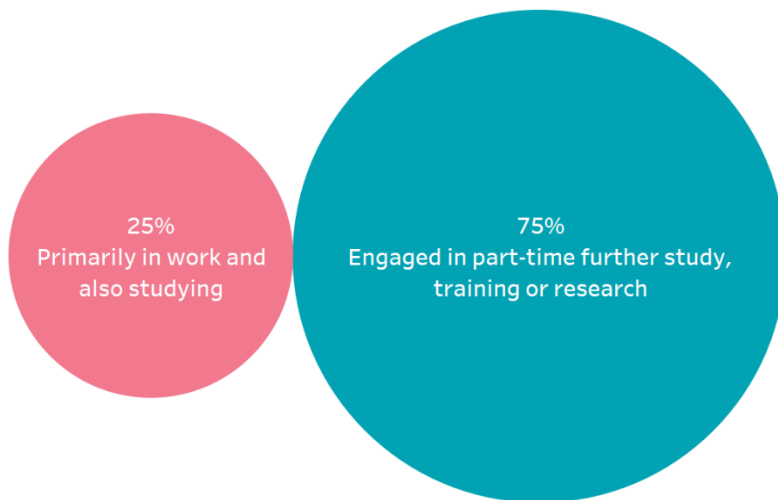 25%
Primarily in work and
also studying
75%
Engaged in part-time further study,
training or research